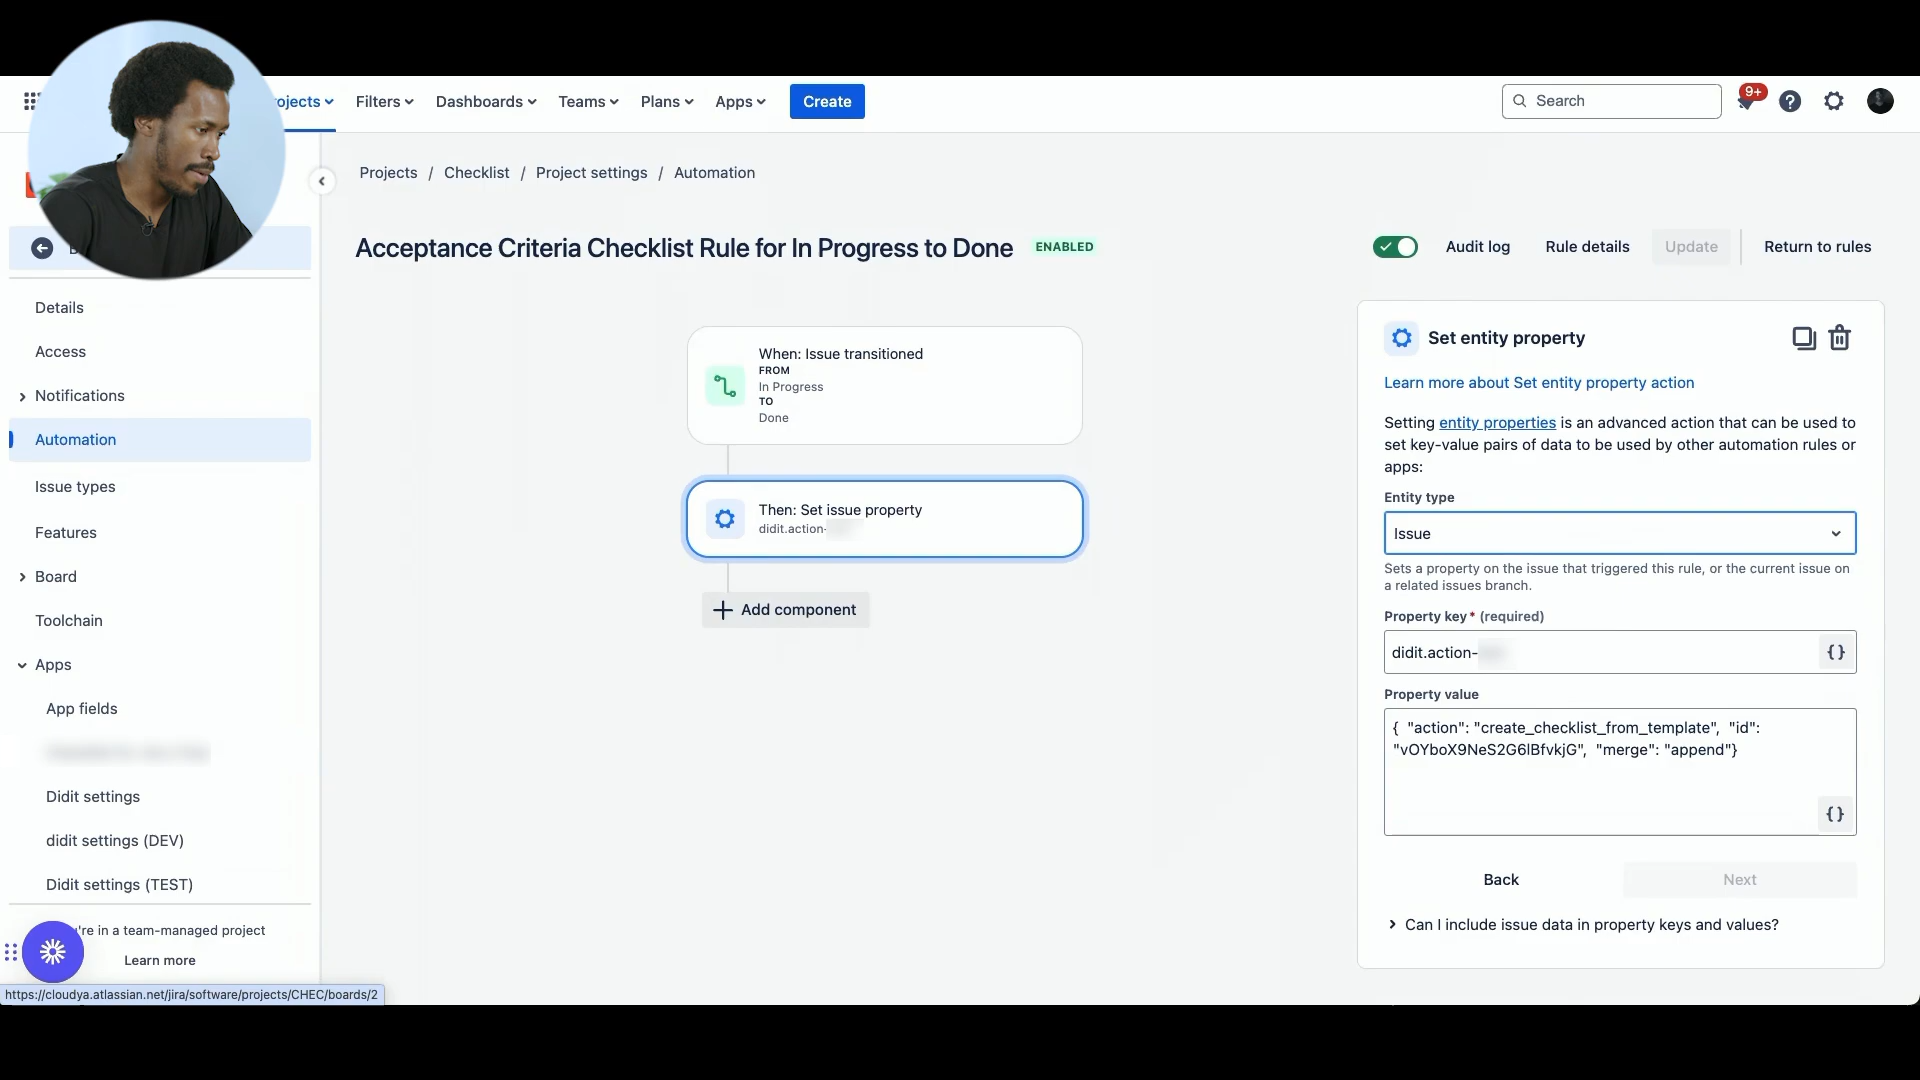 ojects
Filters
Dashboards
Teams
Plans
Apps
Create
Search
9+
Projects / Checklist / Project settings / Automation
Acceptance Criteria Checklist Rule for In Progress to Done
ENABLED
Audit log
Rule details
Update
Return to rules
Details
Access
Notifications
Automation
Issue types
Features
Board
Toolchain
Apps
App fields
Didit settings
didit settings (DEV)
Didit settings (TEST)
're in a team-managed project
Learn more
https://cloudya.atlassian.net/jira/software/projects/CHEC/boards/2
When: Issue transitioned
FROM
In Progress
TO
Done
Then: Set issue property
didit.action-
Add component
Set entity property
Learn more about Set entity property action
Setting entity properties is an advanced action that can be used to
set key-value pairs of data to be used by other automation rules or
apps:
Entity type
Issue
Sets a property on the issue that triggered this rule, or the current issue on
a related issues branch.
Property key* (required)
didit.action-
{}
Property value
{ "action": "create_checklist_from_template", "id":
"vOYboX9NeS2G6lBfvkjG", "merge": "append"}
{}
Back
Next
Can I include issue data in property keys and values?